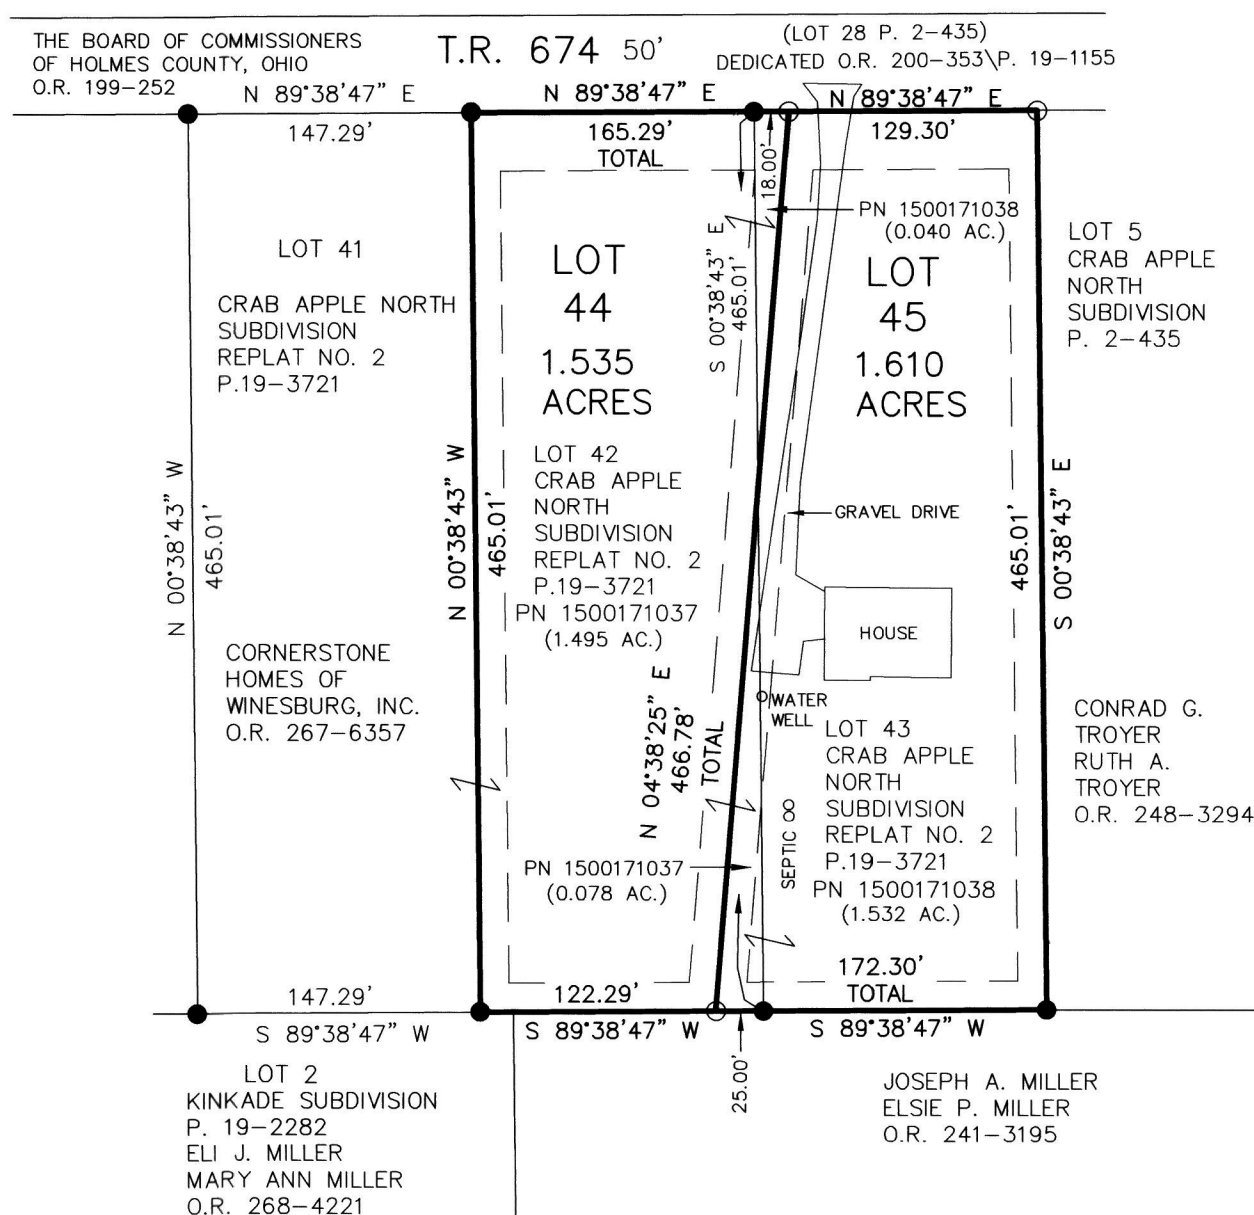 THE BOARD OF COMMISSIONERS
OF HOLMES COUNTY, OHIO
O.R. 199-252
T.R. 674 50'
(LOT 28 P. 2-435)
DEDICATED O.R. 200-353\P. 19-1155
N 89°38'47" E
147.29'
N 89°38'47" E
165.29'
TOTAL
N 89°38'47" E
129.30'
18.00'
PN 1500171038
(0.040 AC.)
LOT 41
CRAB APPLE NORTH
SUBDIVISION
REPLAT NO. 2
P.19-3721
LOT
44
1.535
ACRES
S 00°38'43" E
465.01'
LOT
45
1.610
ACRES
LOT 5
CRAB APPLE
NORTH
SUBDIVISION
P. 2-435
LOT 42
CRAB APPLE
NORTH
SUBDIVISION
REPLAT NO. 2
P.19-3721
PN 1500171037
(1.495 AC.)
N 00°38'43" W
465.01'
N 00°38'43" W
465.01'
GRAVEL DRIVE
465.01'
S 00°38'43" E
HOUSE
CORNERSTONE
HOMES OF
WINESBURG, INC.
O.R. 267-6357
N 04°38'25" E
466.78'
TOTAL
WATER
WELL
LOT 43
CRAB APPLE
NORTH
SUBDIVISION
REPLAT NO. 2
P.19-3721
PN 1500171038
(1.532 AC.)
SEPTIC
CONRAD G.
TROYER
RUTH A.
TROYER
O.R. 248-3294
PN 1500171037
(0.078 AC.)
147.29'
S 89°38'47" W
122.29'
S 89°38'47" W
172.30'
TOTAL
S 89°38'47" W
25.00'
LOT 2
KINKADE SUBDIVISION
P. 19-2282
ELI J. MILLER
MARY ANN MILLER
O.R. 268-4221
JOSEPH A. MILLER
ELSIE P. MILLER
O.R. 241-3195